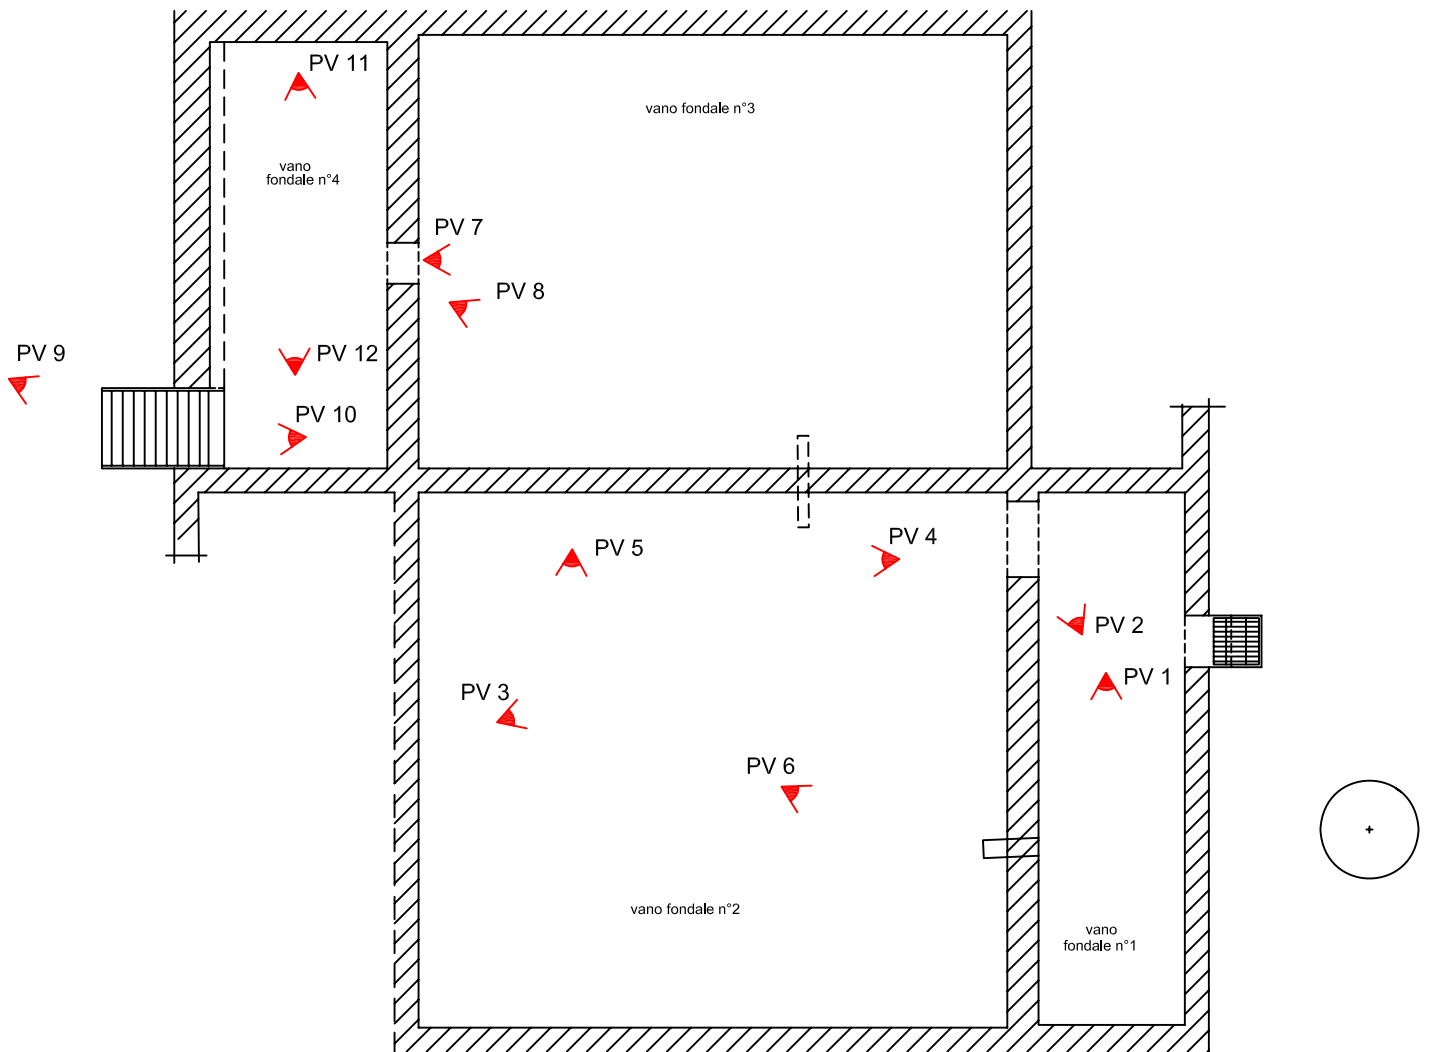 PV 11
vano fondale n°3
vano
fondale n°4
PV 7
PV 8
PV 9
PV 12
PV 10
PV 5
PV 4
PV 2
PV 1
PV 3
PV 6
vano fondale n°2
vano
fondale n°1